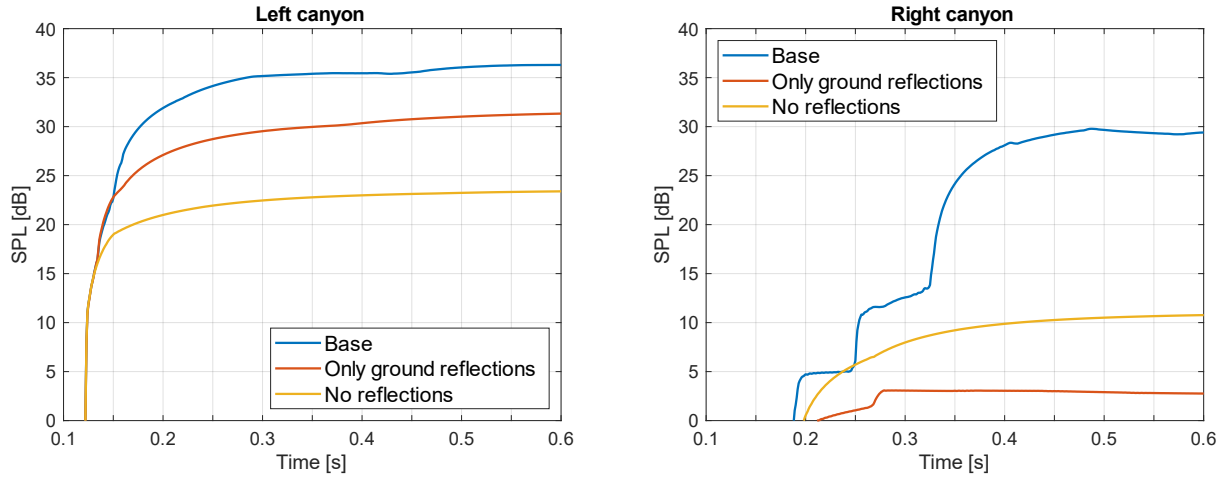 Left canyon
40
35
30
25
20
15
10
5
0
SPL [dB]
Base
Only ground reflections
No reflections
0.1 0.2 0.3 0.4 0.5 0.6
Time [s]
Right canyon
40
35
30
25
20
15
10
5
0
SPL [dB]
Base
Only ground reflections
No reflections
0.1 0.2 0.3 0.4 0.5 0.6
Time [s]